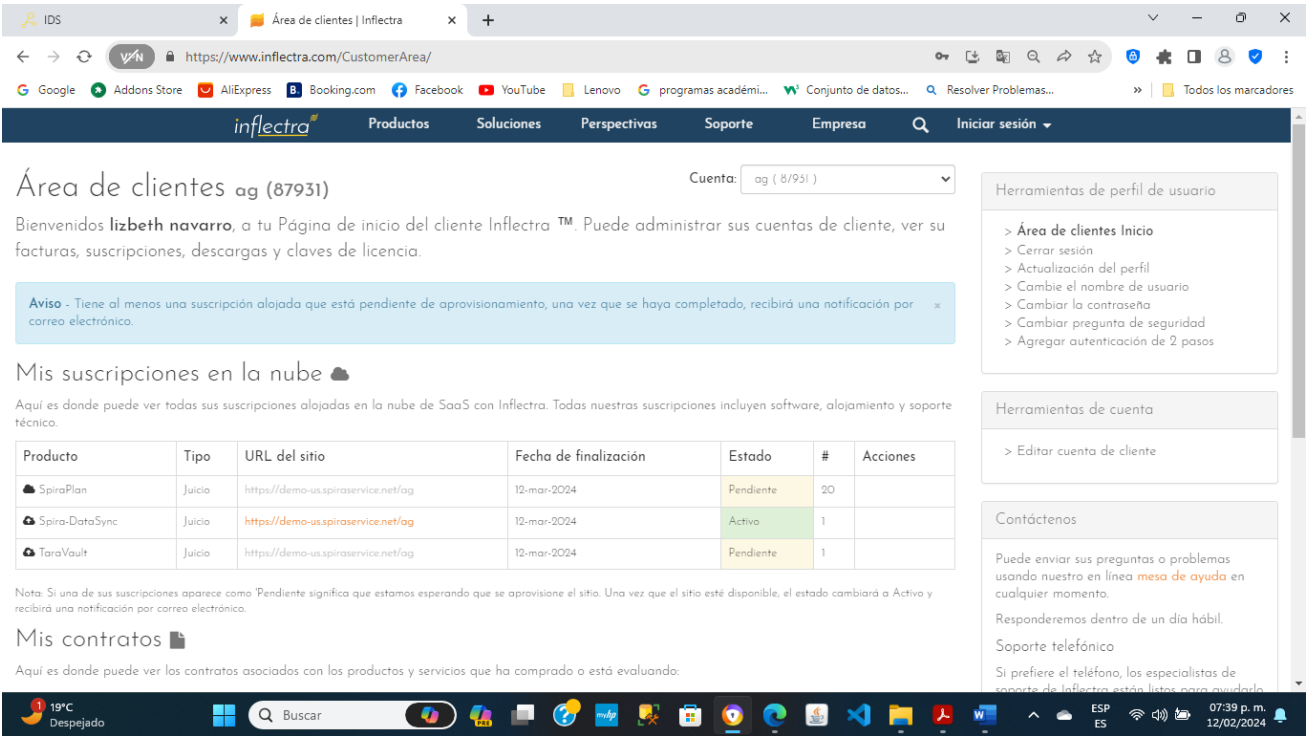 IDS
Área de clientes | Inflectra
https://www.inflectra.com/CustomerArea/
Google Addons Store AliExpress B. Booking.com Facebook YouTube Lenovo programas académi... Conjunto de datos... Resolver Problemas... » Todos los marcadores
inflectra Productos Soluciones Perspectivas Soporte Empresa Iniciar sesión
Área de clientes ag (87931)
Cuenta: ag ( 87931 )
Bienvenidos lizbeth navarro, a tu Página de inicio del cliente Inflectra ™. Puede administrar sus cuentas de cliente, ver su
facturas, suscripciones, descargas y claves de licencia.
Aviso - Tiene al menos una suscripción alojada que está pendiente de aprovisionamiento, una vez que se haya completado, recibirá una notificación por
correo electrónico.
×
Mis suscripciones en la nube
Aquí es donde puede ver todas sus suscripciones alojadas en la nube de SaaS con Inflectra. Todas nuestras suscripciones incluyen software, alojamiento y soporte
técnico.
Producto Tipo URL del sitio Fecha de finalización Estado # Acciones
SpiraPlan Juicio https://demo-us.spiraservice.net/ag 12-mar-2024 Pendiente 20
Spira-DataSync Juicio https://demo-us.spiraservice.net/ag 12-mar-2024 Activo 1
TaraVault Juicio https://demo-us.spiraservice.net/ag 12-mar-2024 Pendiente 1
Nota: Si una de sus suscripciones aparece como 'Pendiente significa que estamos esperando que se aprovisione el sitio. Una vez que el sitio esté disponible, el estado cambiará a Activo y
recibirá una notificación por correo electrónico.
Mis contratos
Aquí es donde puede ver los contratos asociados con los productos y servicios que ha comprado o está evaluando:
Herramientas de perfil de usuario
> Área de clientes Inicio
> Cerrar sesión
> Actualización del perfil
> Cambie el nombre de usuario
> Cambiar la contraseña
> Cambiar pregunta de seguridad
> Agregar autenticación de 2 pasos
Herramientas de cuenta
> Editar cuenta de cliente
Contáctenos
Puede enviar sus preguntas o problemas
usando nuestro en línea mesa de ayuda en
cualquier momento.
Responderemos dentro de un día hábil.
Soporte telefónico
Si prefiere el teléfono, los especialistas de
soporte de Inflectra están listos para ayudarlo
1
19°C
Despejado
Buscar
PRE
myhp
ESP
ES
07:39 p. m.
12/02/2024